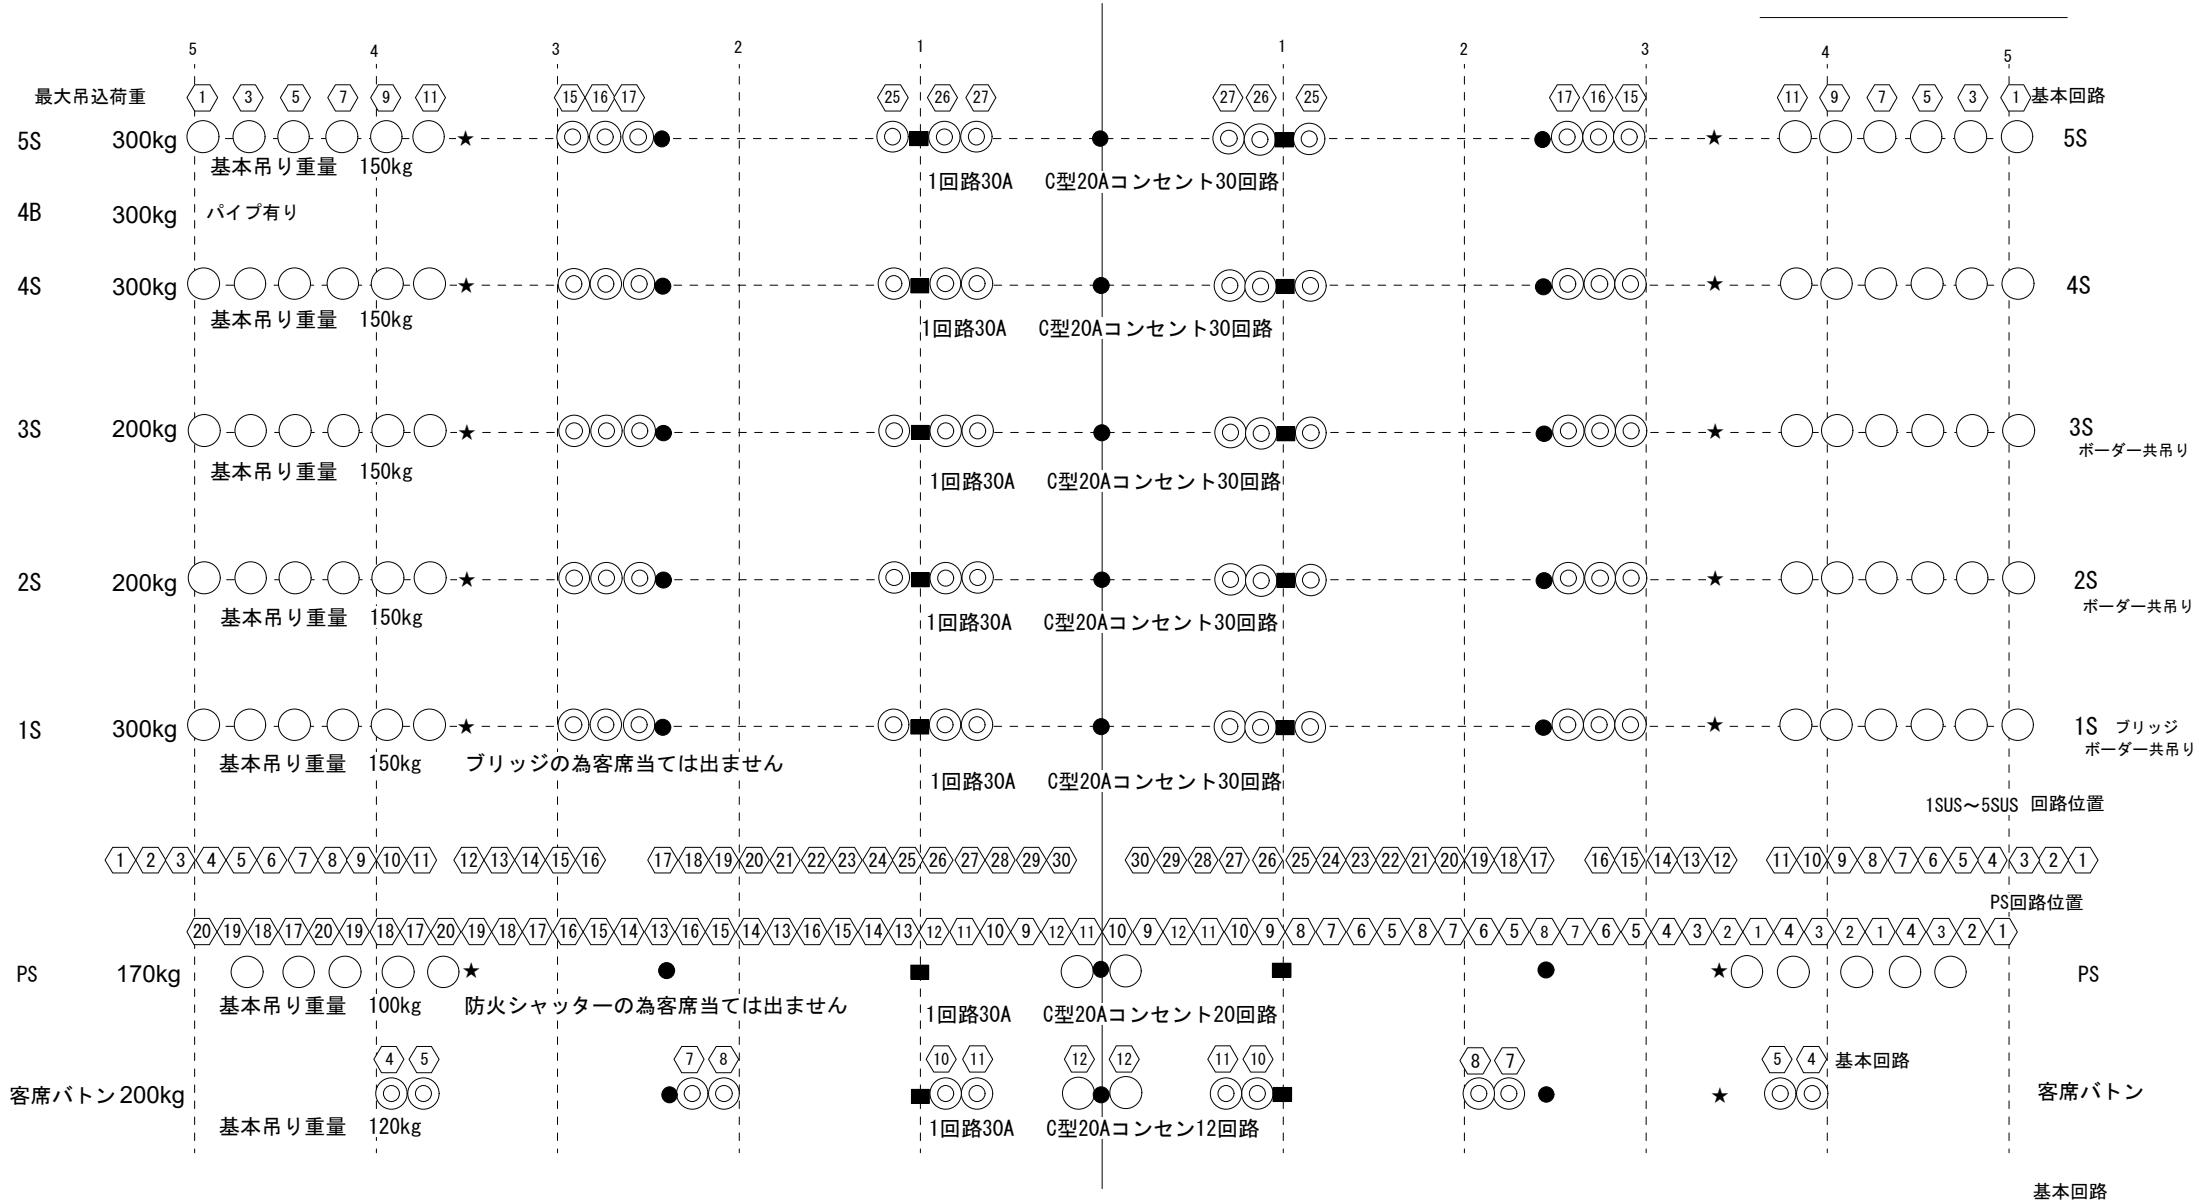 5 4 3 2 1 1 2 3 4 5
最大吊込荷重 1 3 5 7 9 11 15 16 17 25 26 27 27 26 25 17 16 15 11 9 7 5 3 1 基本回路
5S 300kg 5S
基本吊り重量 150kg
1回路30A C型20Aコンセント30回路
4B 300kg パイプ有り
4S 300kg 4S
基本吊り重量 150kg
1回路30A C型20Aコンセント30回路
3S 200kg 3S
ボーダー共吊り
基本吊り重量 150kg
1回路30A C型20Aコンセント30回路
2S 200kg 2S
ボーダー共吊り
基本吊り重量 150kg
1回路30A C型20Aコンセント30回路
1S 300kg 1S ブリッジ
ボーダー共吊り
基本吊り重量 150kg ブリッジの為客席当ては出ません
1回路30A C型20Aコンセント30回路
1SUS～5SUS 回路位置
1 2 3 4 5 6 7 8 9 10 11 12 13 14 15 16 17 18 19 20 21 22 23 24 25 26 27 28 29 30 30 29 28 27 26 25 24 23 22 21 20 19 18 17 16 15 14 13 12 11 10 9 8 7 6 5 4 3 2 1
PS回路位置
20 19 18 17 20 19 18 17 20 19 18 17 16 15 14 13 16 15 14 13 16 15 14 13 12 11 10 9 12 11 10 9 12 11 10 9 8 7 6 5 8 7 6 5 8 7 6 5 4 3 2 1 4 3 2 1 4 3 2 1
PS 170kg PS
基本吊り重量 100kg 防火シャッターの為客席当ては出ません
1回路30A C型20Aコンセント20回路
4 5 7 8 10 11 12 12 11 10 8 7 5 4 基本回路
客席バトン 200kg 客席バトン
基本吊り重量 120kg
1回路30A C型20Aコンセン12回路
基本回路